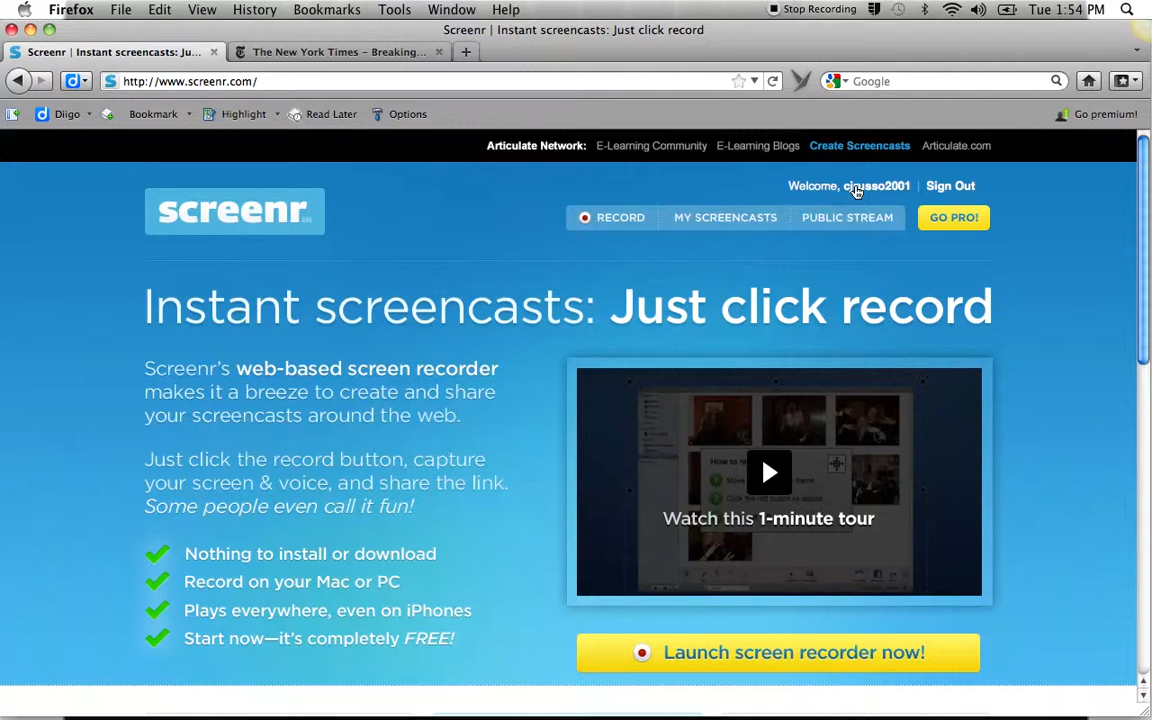 Firefox File Edit View History Bookmarks Tools Window Help Stop Recording Tue 1:54 PM
Screenr | Instant screencasts: Just click record
Screenr | Instant screencasts: Ju... The New York Times – Breaking...
http://www.screenr.com/ Google
Diigo Bookmark Highlight Read Later Options Go premium!
Articulate Network: E-Learning Community E-Learning Blogs Create Screencasts Articulate.com
Welcome, Sign Out
screenr
RECORD MY SCREENCASTS PUBLIC STREAM GO PRO!
Instant screencasts: Just click record
Screenr's web-based screen recorder
makes it a breeze to create and share
your screencasts around the web.
Just click the record button, capture
your screen & voice, and share the link.
Some people even call it fun!
Nothing to install or download
Record on your Mac or PC
Plays everywhere, even on iPhones
Start now—it's completely FREE!
Watch this 1-minute tour
Launch screen recorder now!